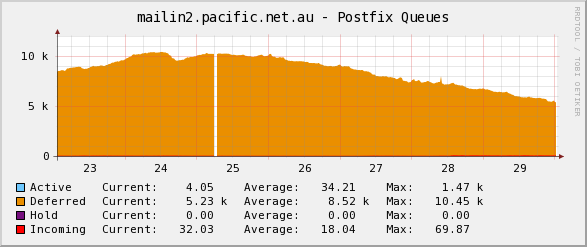 mailin2.pacific.net.au - Postfix Queues
RRDTOOL / TOBI OETIKER
10 k
5 k
0
23 24 25 26 27 28 29
Active Current: 4.05 Average: 34.21 Max: 1.47 k
Deferred Current: 5.23 k Average: 8.52 k Max: 10.45 k
Hold Current: 0.00 Average: 0.00 Max: 0.00
Incoming Current: 32.03 Average: 18.04 Max: 69.87